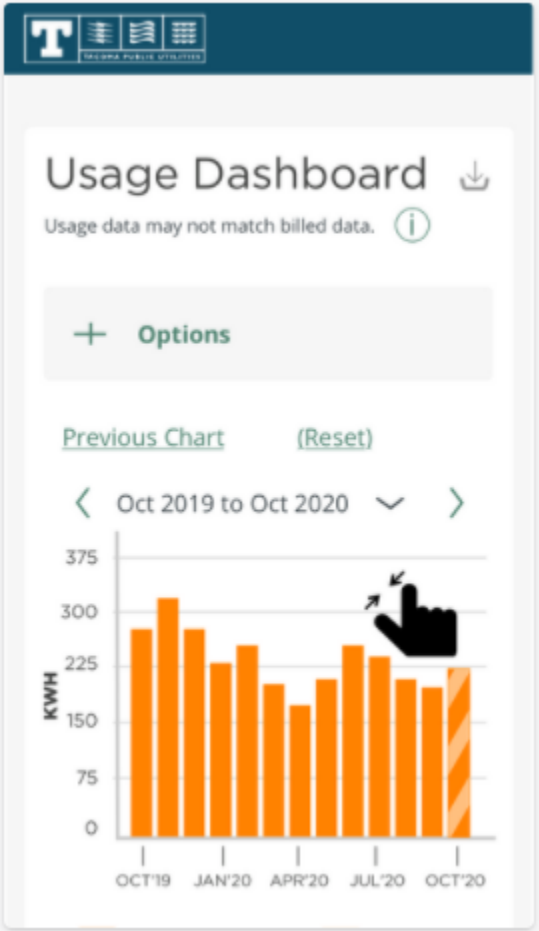 T
TACOMA PUBLIC UTILITIES
Usage Dashboard
Usage data may not match billed data. i
+ Options
Previous Chart (Reset)
Oct 2019 to Oct 2020
375
300
225
150
75
0
KWH
OCT'19 JAN'20 APR'20 JUL'20 OCT'20